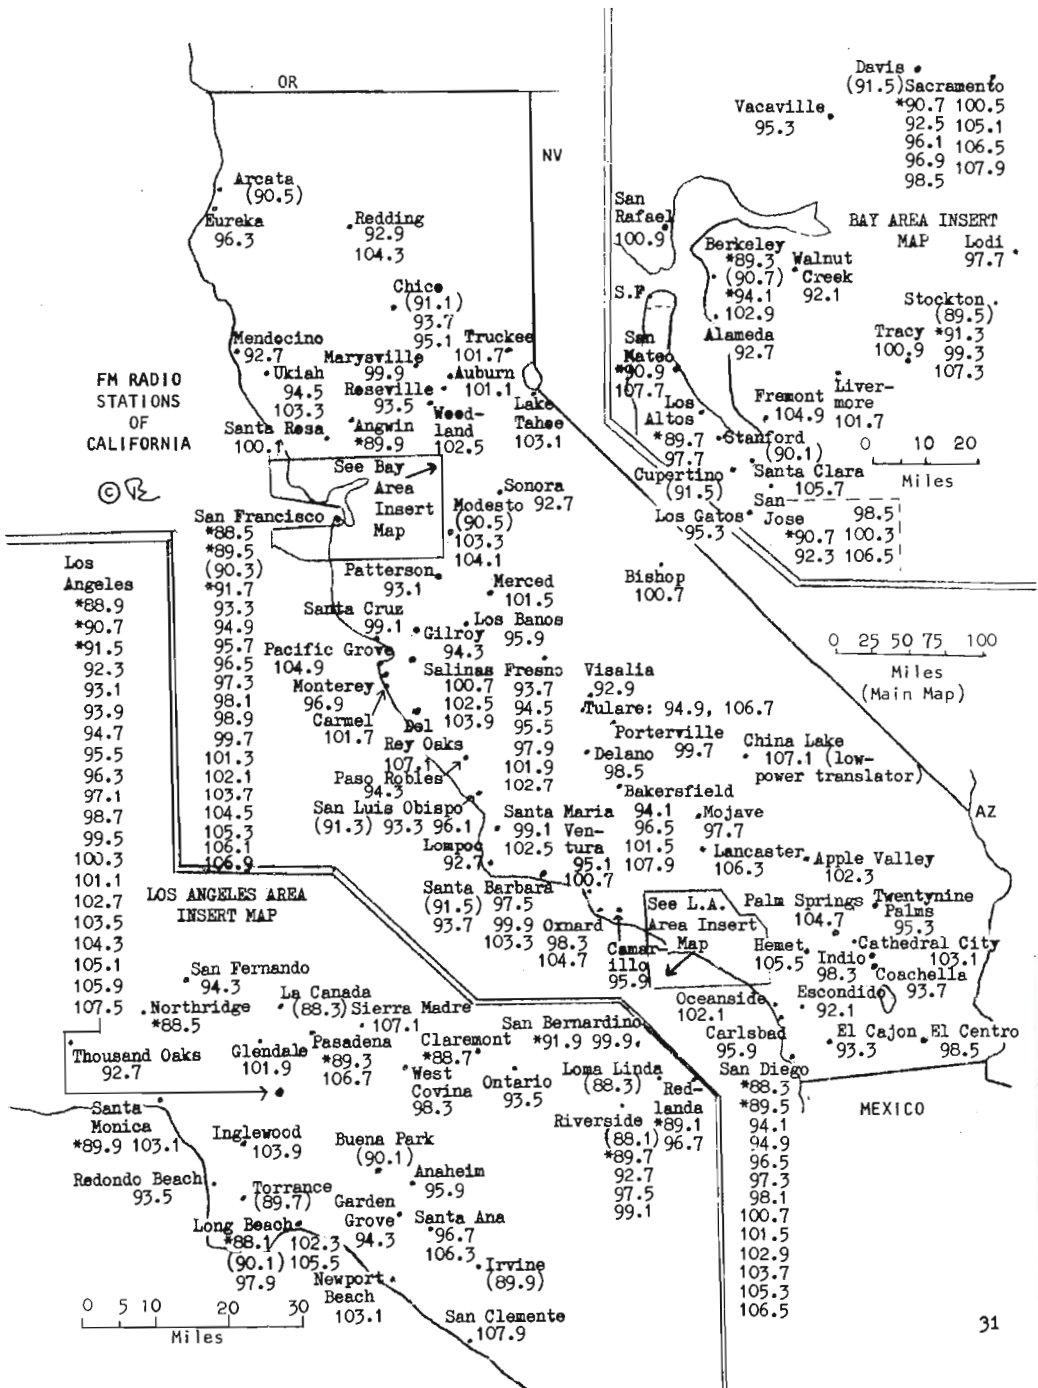 OR
NV
Arcata
(90.5)
Eureka
96.3
Redding
92.9
104.3
Chico
(91.1)
93.7
95.1
Mendocino
92.7
Ukiah
94.5
103.3
Marysville
99.9
Truckee
101.7
Auburn
101.1
Roseville
93.5
Wood-
land
102.5
Lake
Tahoe
103.1
Angwin
*89.9
Santa Rosa
100.1
FM RADIO
STATIONS
OF
CALIFORNIA
©
See Bay
Area
Insert
Map
Sonora
92.7
Modesto
(90.5)
103.3
104.1
San Francisco
*88.5
*89.5
(90.3)
*91.7
93.3
94.9
95.7
96.5
97.3
98.1
98.9
99.7
101.3
102.1
103.7
104.5
105.3
106.1
106.9
Patterson
93.1
Merced
101.5
Santa Cruz
99.1
Los Banos
95.9
Gilroy
94.3
Pacific Grove
104.9
Monterey
96.9
Carmel
101.7
Salinas
100.7
102.5
103.9
Del
Rey Oaks
107.1
Fresno
93.7
94.5
95.5
97.9
101.9
102.7
Visalia
92.9
Tulare: 94.9, 106.7
Porterville
99.7
Delano
98.5
China Lake
107.1 (low-
power translator)
Bishop
100.7
Paso Robles
94.3
San Luis Obispo
(91.3) 93.3 96.1
Bakersfield
94.1
96.5
101.5
107.9
Mojave
97.7
Santa Maria
99.1
102.5
Lompoc
92.7
Ven-
tura
95.1
100.7
Lancaster
106.3
Apple Valley
102.3
AZ
Santa Barbara
(91.5) 97.5
93.7 99.9
103.3
Oxnard
98.3
104.7
Camar-
illo
95.9
See L.A.
Area Insert
Map
Palm Springs
104.7
Twentynine
Palms
95.3
Hemet
105.5
Cathedral City
103.1
Indio
98.3
Coachella
93.7
Oceanside
102.1
Escondido
92.1
Carlsbad
95.9
El Cajon
93.3
El Centro
98.5
San Diego
*88.3
*89.5
94.1
94.9
96.5
97.3
98.1
100.7
101.5
102.9
103.7
105.3
106.5
MEXICO
0 25 50 75 100
Miles
(Main Map)
BAY AREA INSERT
MAP
Davis
(91.5)
Sacramento
*90.7 100.5
92.5 105.1
96.1 106.5
96.9 107.9
98.5
Vacaville
95.3
San
Rafael
100.9
Lodi
97.7
Berkeley
*89.3
(90.7)
*94.1
102.9
Walnut
Creek
92.1
S.F.
Stockton
(89.5)
*91.3
99.3
107.3
Tracy
100.9
Alameda
92.7
San
Mateo
*90.9
107.7
Liver-
more
101.7
Fremont
104.9
Los
Altos
*89.7
97.7
Stanford
(90.1)
0 10 20
Miles
Cupertino
(91.5)
Santa Clara
105.7
Los Gatos
95.3
San
Jose 98.5
*90.7 100.3
92.3 106.5
Los
Angeles
*88.9
*90.7
*91.5
92.3
93.1
93.9
94.7
95.5
96.3
97.1
98.7
99.5
100.3
101.1
102.7
103.5
104.3
105.1
105.9
107.5
LOS ANGELES AREA
INSERT MAP
San Fernando
94.3
Northridge
*88.5
La Canada
(88.3)
Sierra Madre
107.1
Thousand Oaks
92.7
Glendale
101.9
Pasadena
*89.3
106.7
Claremont
*88.7
San Bernardino
*91.9 99.9
West
Covina
98.3
Ontario
93.5
Loma Linda
(88.3)
Red-
landa
*89.1
96.7
Riverside
(88.1)
*89.7
92.7
97.5
99.1
Santa
Monica
*89.9 103.1
Inglewood
103.9
Buena Park
(90.1)
Redondo Beach
93.5
Torrance
(89.7)
Anaheim
95.9
Garden
Grove
94.3
Santa Ana
96.7
106.3
Long Beach
*88.1 102.3
(90.1) 105.5
97.9
Irvine
(89.9)
Newport
Beach
103.1
San Clemente
107.9
0 5 10 20 30
Miles
31